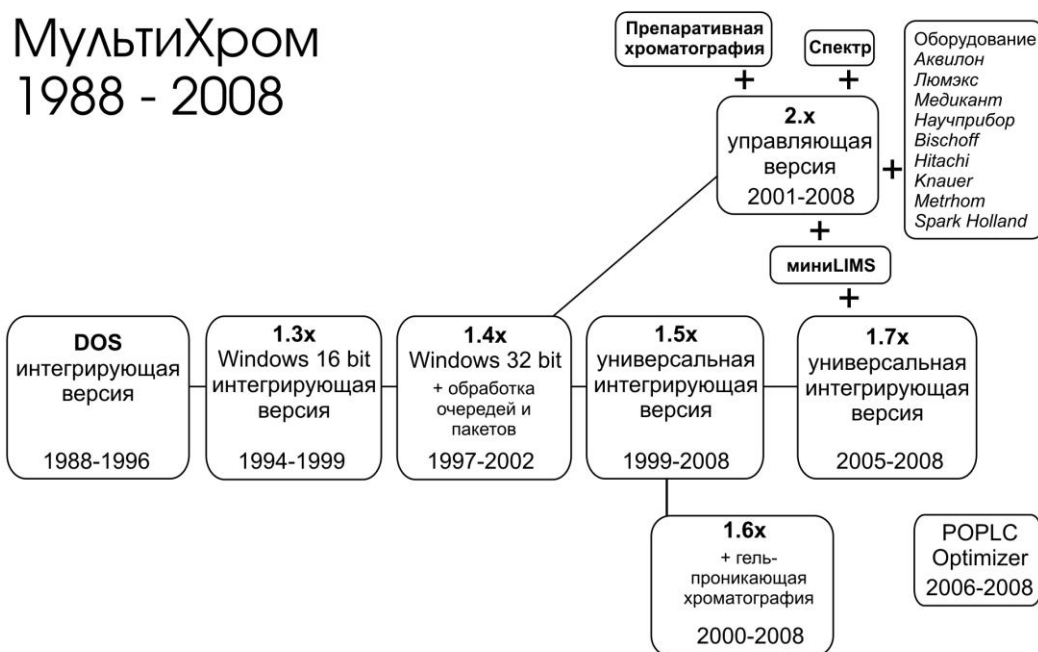 МультиХром
1988 - 2008
Препаративная
хроматография
+
Спектр
+
2.x
управляющая
версия
2001-2008
+
Оборудование
Аквилон
Люмэкс
Медикант
Научприбор
Bischoff
Hitachi
Knauer
Metrhom
Spark Holland
+
миниLIMS
+
DOS
интегрирующая
версия
1988-1996
1.3x
Windows 16 bit
интегрирующая
версия
1994-1999
1.4x
Windows 32 bit
+ обработка
очередей и
пакетов
1997-2002
1.5x
универсальная
интегрирующая
версия
1999-2008
1.7x
универсальная
интегрирующая
версия
2005-2008
1.6x
+ гель-
проникающая
хроматография
2000-2008
POPLC
Optimizer
2006-2008